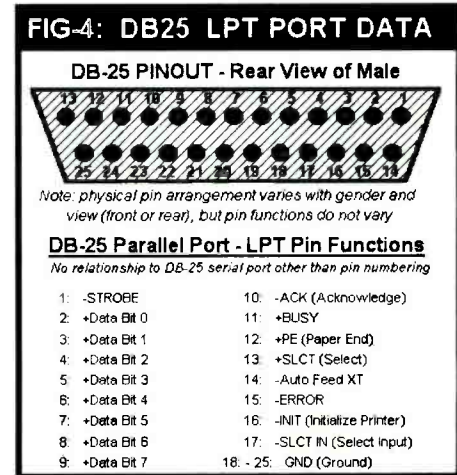 FIG-4: DB25 LPT PORT DATA
DB-25 PINOUT - Rear View of Male
13 12 11 10 9 8 7 6 5 4 3 2 1
25 24 23 22 21 20 19 18 17 16 15 14
Note: physical pin arrangement varies with gender and
view (front or rear), but pin functions do not vary
DB-25 Parallel Port - LPT Pin Functions
No relationship to DB-25 serial port other than pin numbering
1: -STROBE
2: +Data Bit 0
3: +Data Bit 1
4: +Data Bit 2
5: +Data Bit 3
6: +Data Bit 4
7: +Data Bit 5
8: +Data Bit 6
9: +Data Bit 7
10: -ACK (Acknowledge)
11: +BUSY
12: +PE (Paper End)
13: +SLCT (Select)
14: -Auto Feed XT
15: -ERROR
16: -INIT (Initialize Printer)
17: -SLCT IN (Select Input)
18: - 25: GND (Ground)